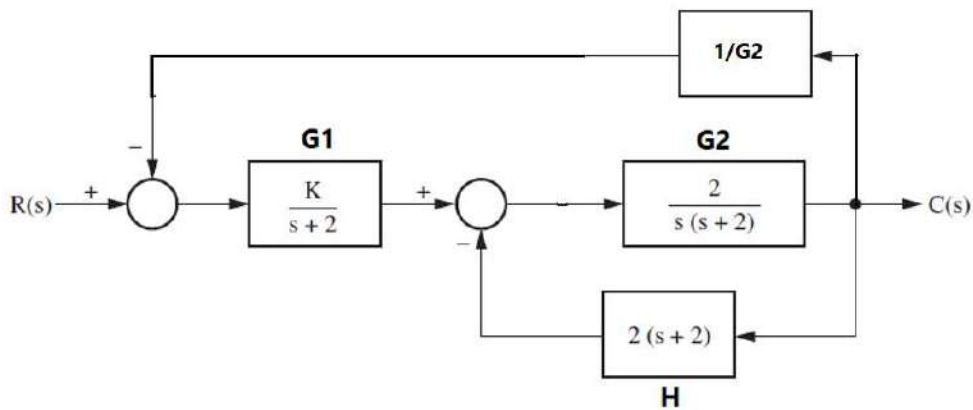 1/G2
−
G1
G2
R(s)
+
K
s + 2
+
−
2
s (s + 2)
C(s)
2 (s + 2)
H